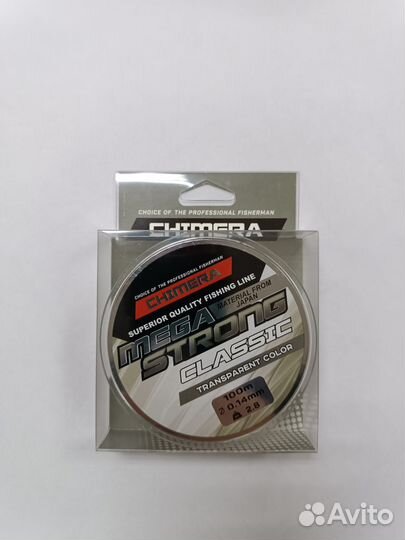 CHOICE OF THE PROFESSIONAL FISHERMAN
CHIMERA
CHOICE OF THE PROFESSIONAL FISHERMAN
CHIMERA
SUPERIOR QUALITY FISHING LINE
MEGA
MATERIAL FROM
JAPAN
STRONG
CLASSIC
TRANSPARENT COLOR
100m
Ø 0.14mm
2.8
Avito